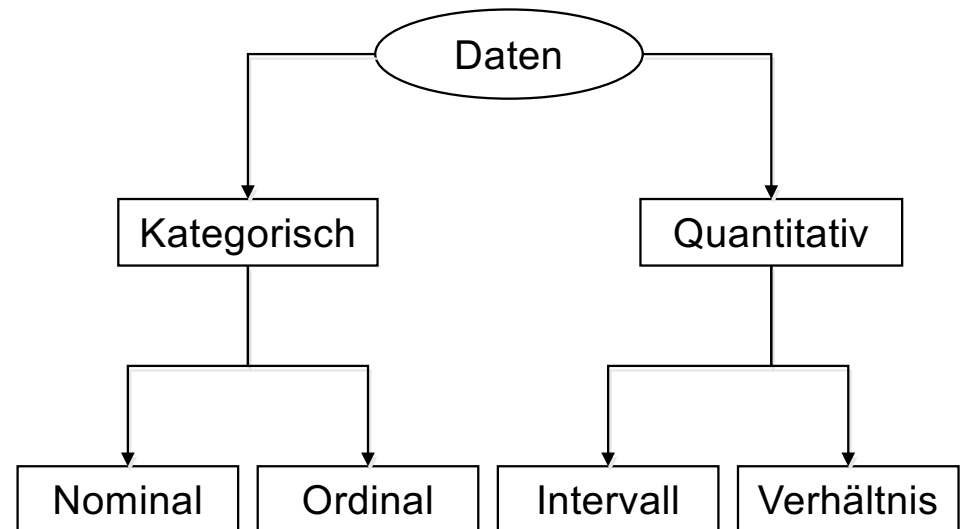 Daten
Kategorisch
Quantitativ
Nominal
Ordinal
Intervall
Verhältnis